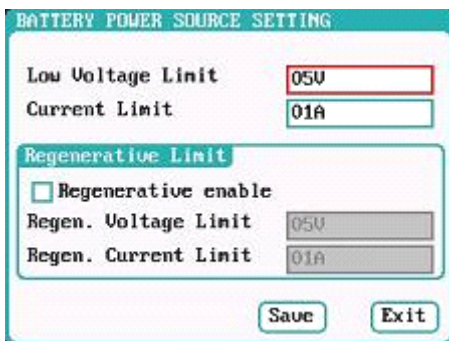 BATTERY POWER SOURCE SETTING
Low Voltage Limit 05V
Current Limit 01A
Regenerative Limit
Regenerative enable
Regen. Voltage Limit 05V
Regen. Current Limit 01A
Save Exit